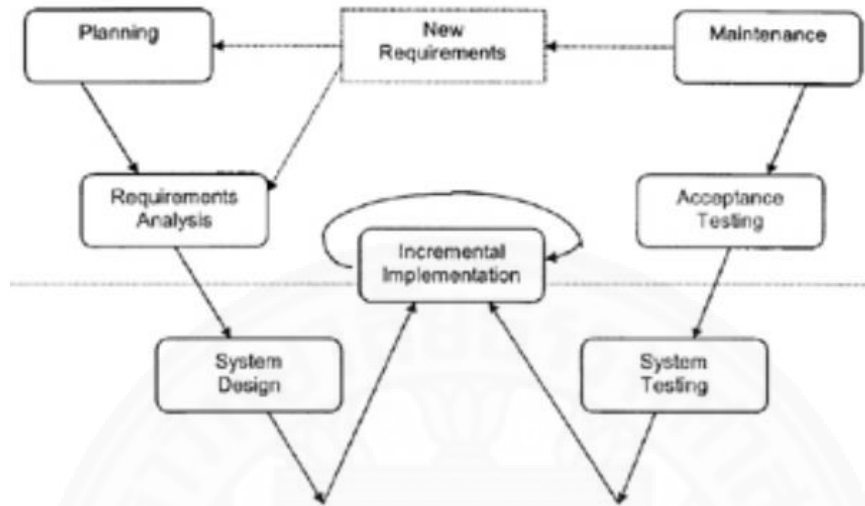 Planning
New
Requirements
Maintenance
Requirements
Analysis
Acceptance
Testing
Incremental
Implementation
System
Design
System
Testing